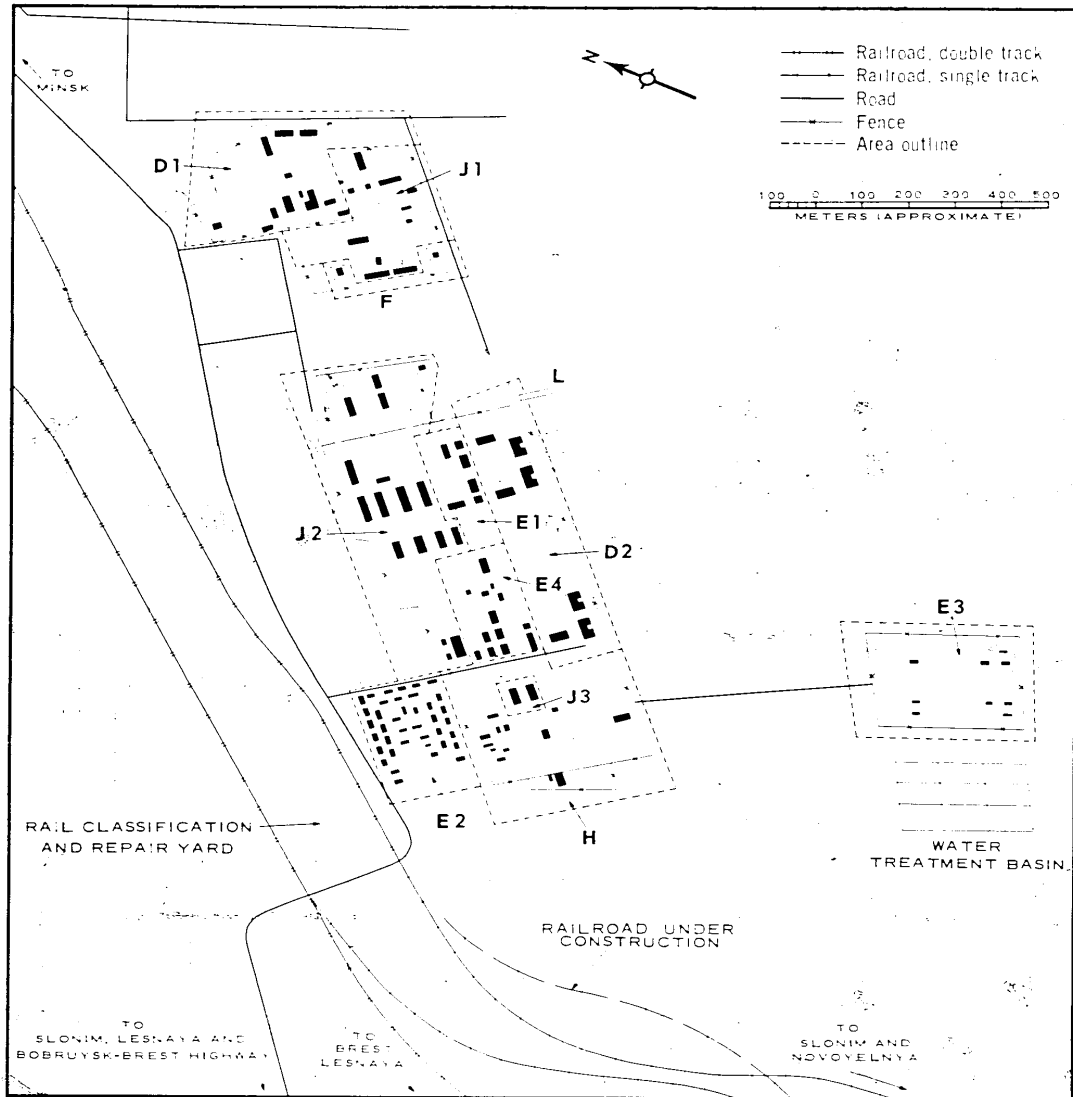 TO
MINSK
N
Railroad, double track
Railroad, single track
Road
Fence
Area outline
100 0 100 200 300 400 500
METERS (APPROXIMATE)
D1
J1
F
L
J2
E1
D2
E4
E3
J3
E2
H
RAIL CLASSIFICATION
AND REPAIR YARD
WATER
TREATMENT BASIN
RAILROAD UNDER
CONSTRUCTION
TO
SLONIM, LESNAYA AND
BOBRUYSK-BREST HIGHWAY
TO
BREST
LESNAYA
TO
SLONIM AND
NOVOYELNYA